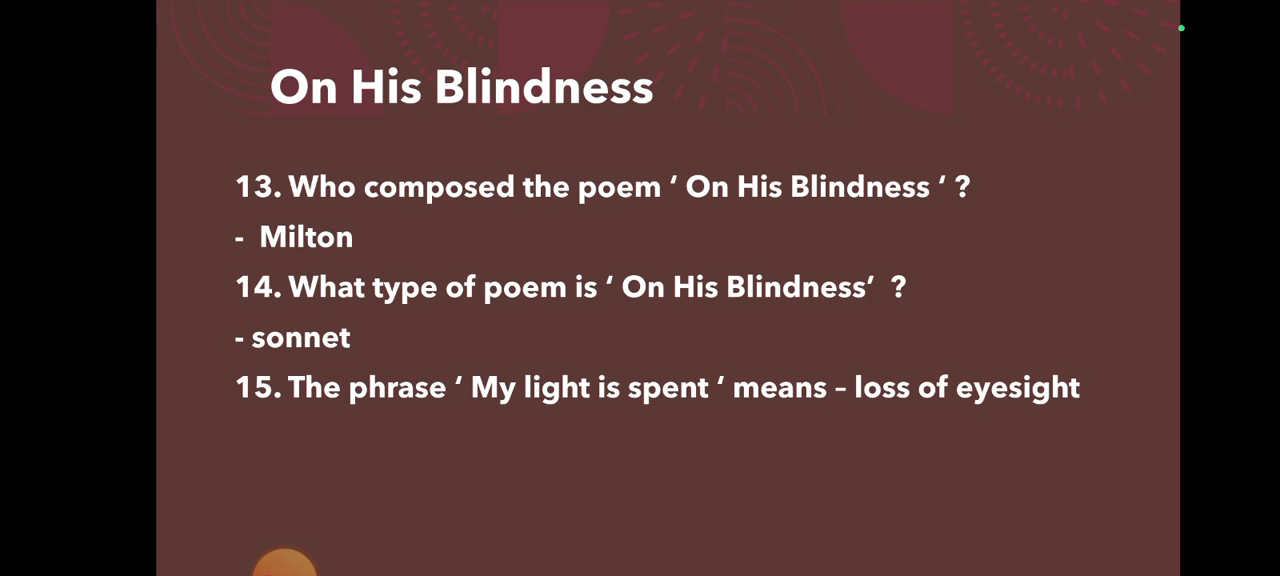 On His Blindness
13. Who composed the poem ‘ On His Blindness ‘ ?
- Milton
14. What type of poem is ‘ On His Blindness’ ?
- sonnet
15. The phrase ‘ My light is spent ‘ means – loss of eyesight